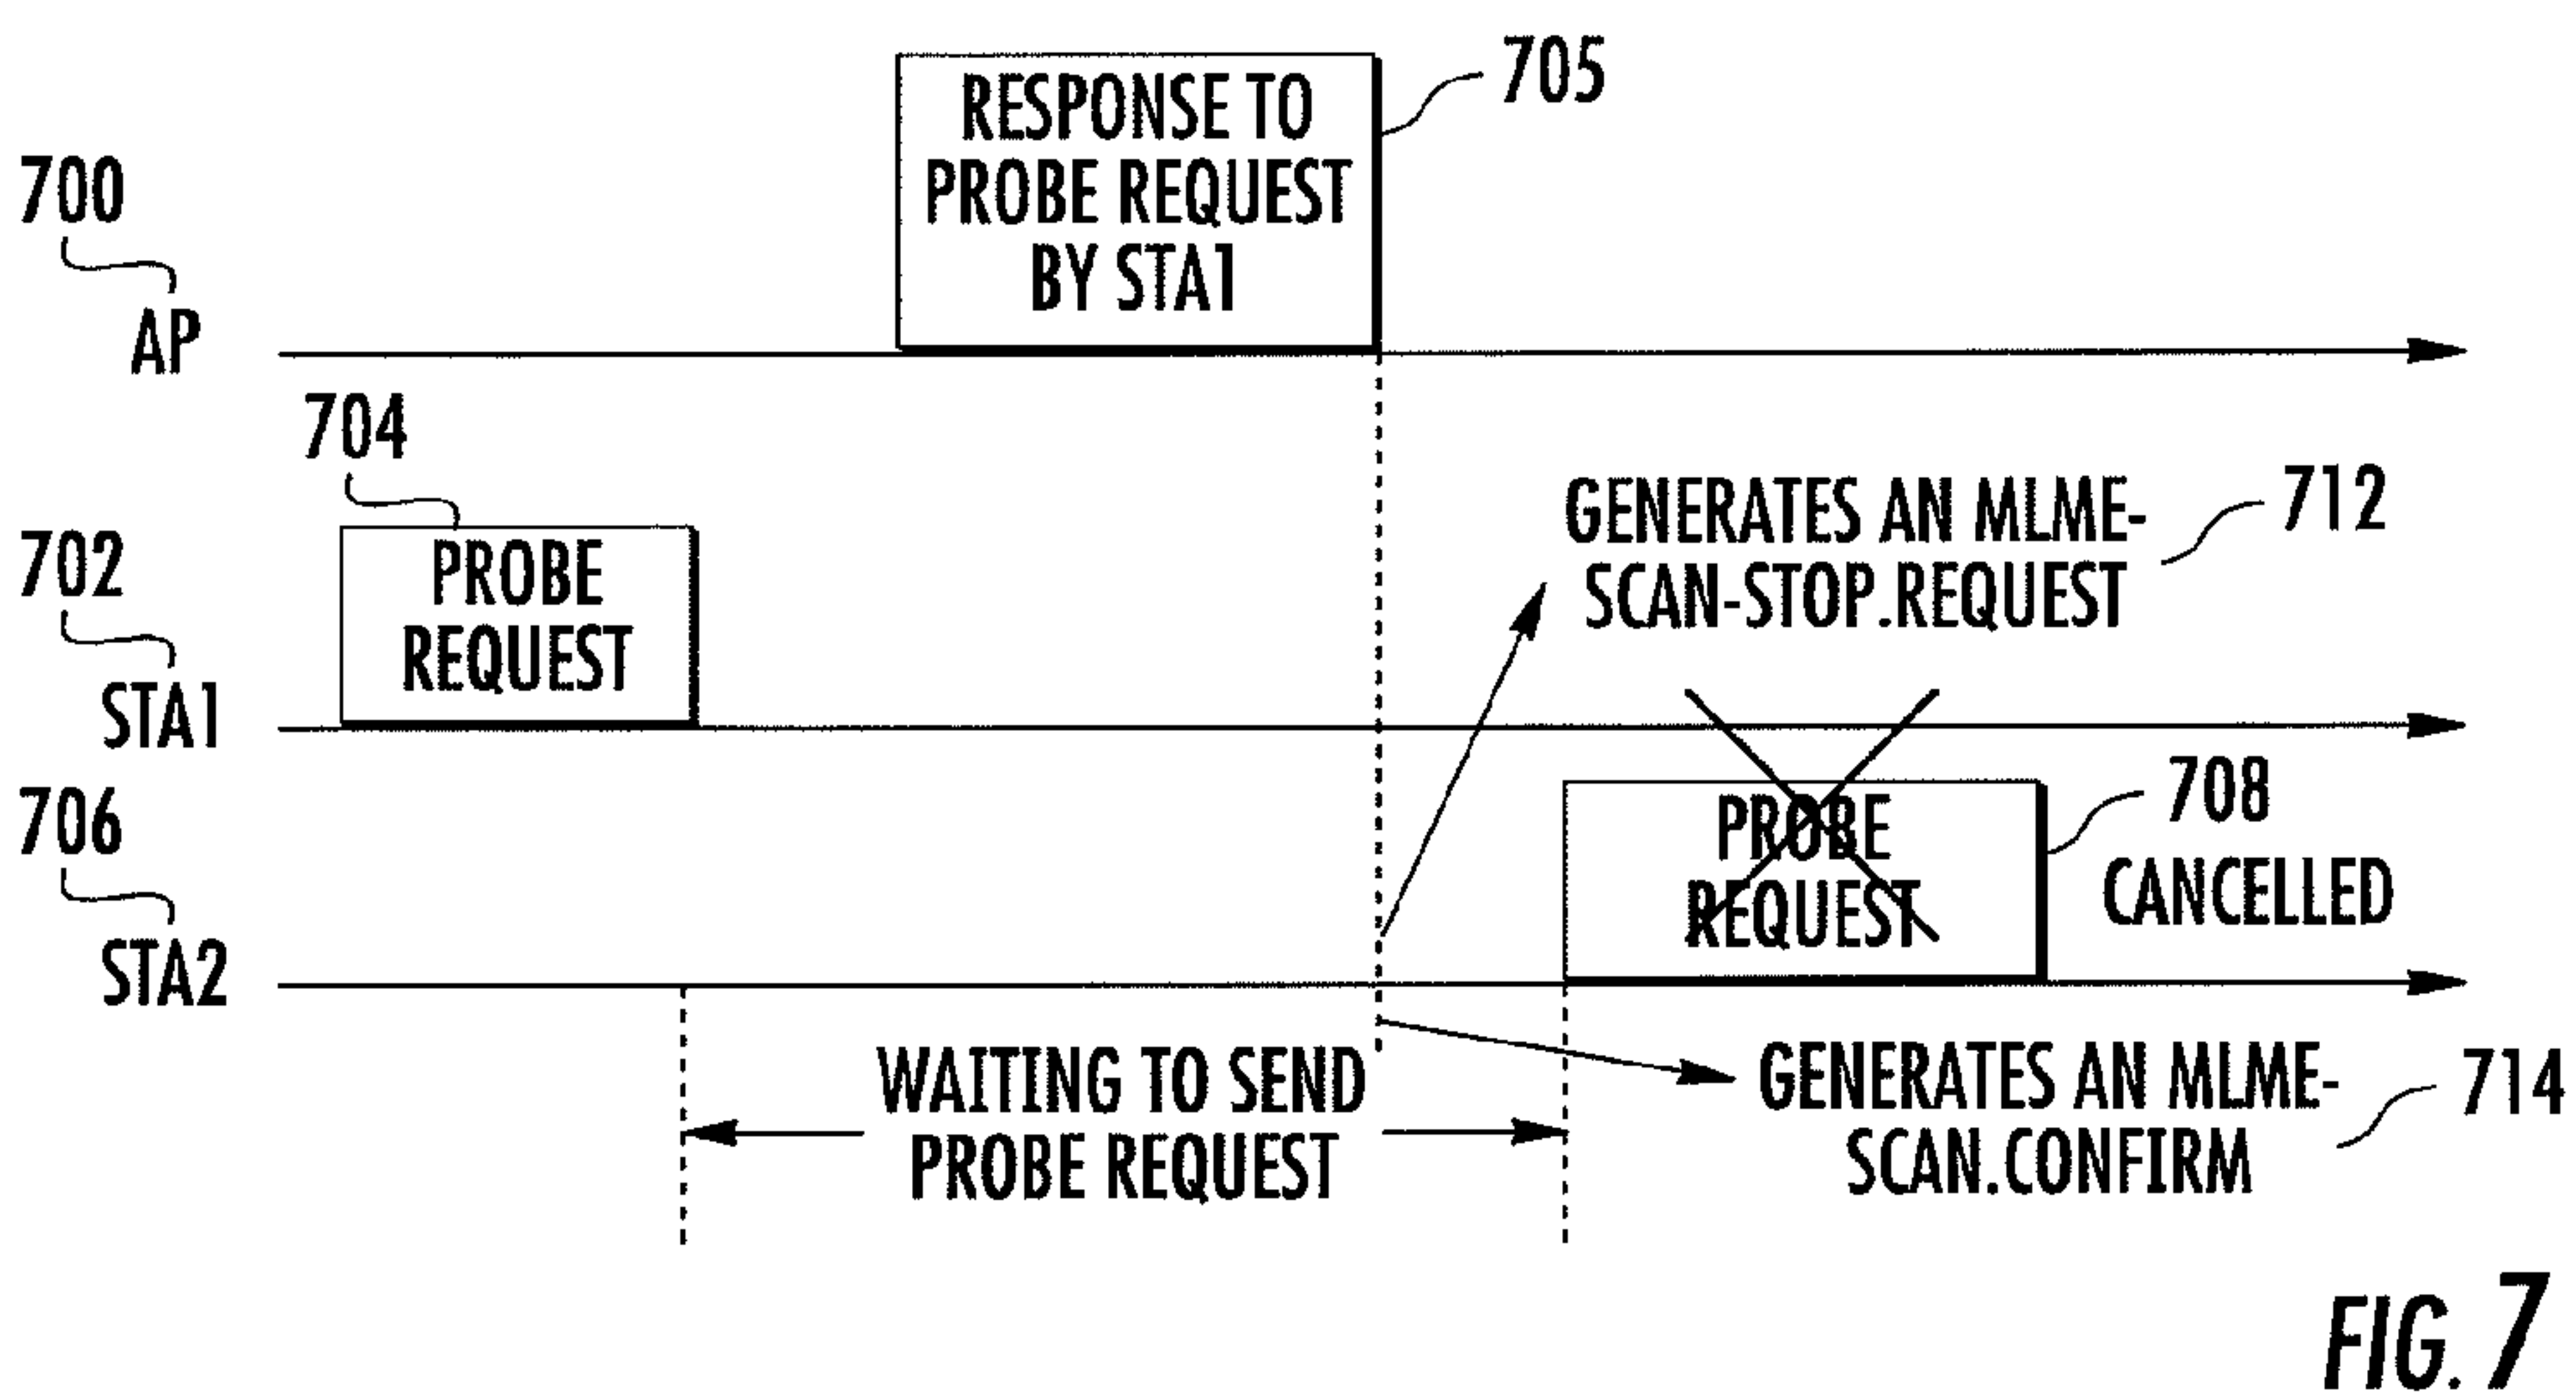 705
RESPONSE TO
PROBE REQUEST
BY STA1
700
AP
704
PROBE
REQUEST
702
STA1
712
GENERATES AN MLME-
SCAN-STOP.REQUEST
706
STA2
PROBE
REQUEST
708
CANCELLED
WAITING TO SEND
PROBE REQUEST
GENERATES AN MLME-
SCAN.CONFIRM
714
FIG. 7